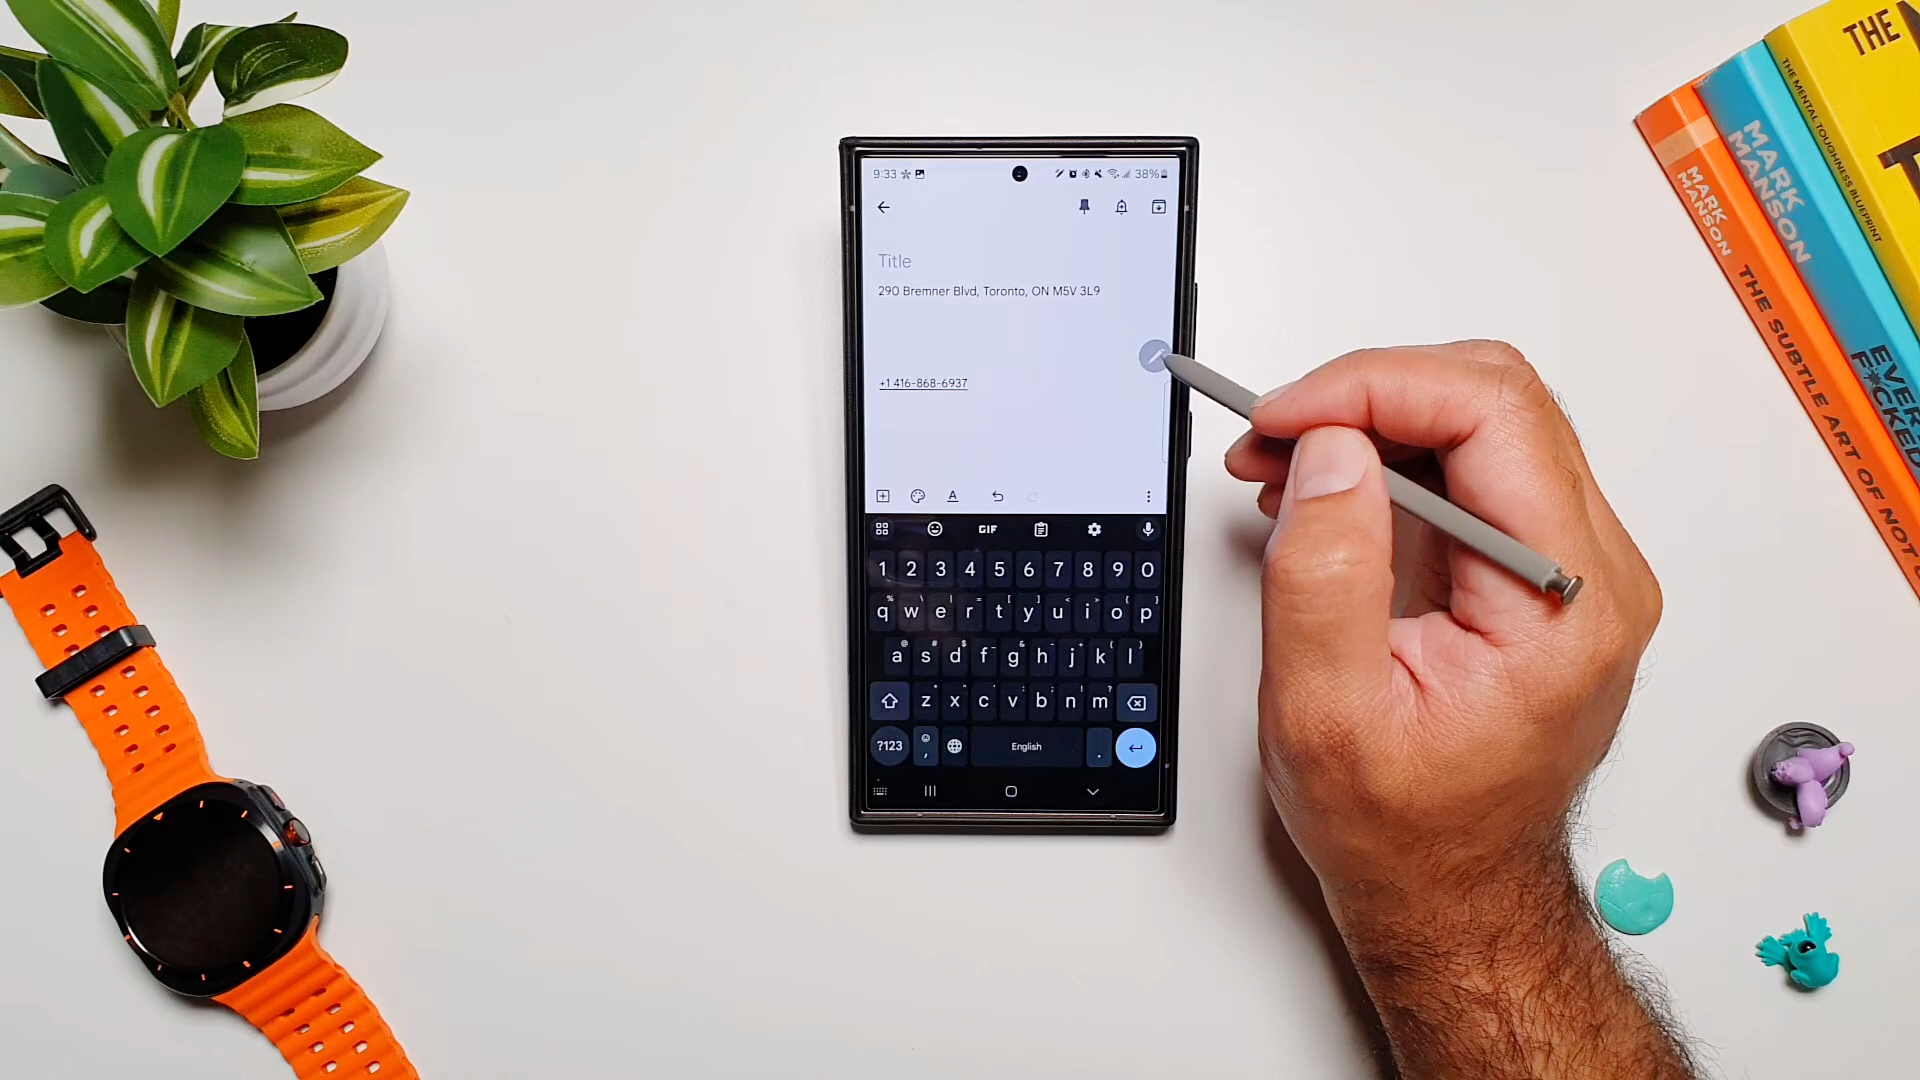 9:33
38%
Title
290 Bremner Blvd, Toronto, ON M5V 3L9
+1 416-868-6937
A
GIF
1 2 3 4 5 6 7 8 9 0
q w e r t y u i o p
a s d f g h j k l
z x c v b n m
?123 , English .
MARK MANSON THE SUBTLE ART OF NOT
MARK MANSON EVER F*CKED
THE MENTAL TOUGHNESS BLUEPRINT
THE